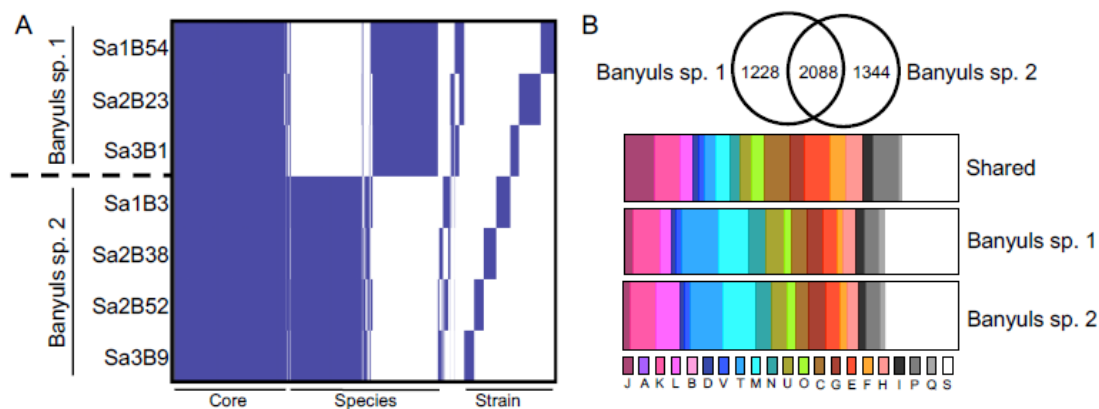 A
Banyuls sp. 1
Sa1B54
Sa2B23
Sa3B1
Banyuls sp. 2
Sa1B3
Sa2B38
Sa2B52
Sa3B9
Core Species Strain
B
Banyuls sp. 1 1228 2088 1344 Banyuls sp. 2
Shared
Banyuls sp. 1
Banyuls sp. 2
J A K L B D V T M N U O C G E F H I P Q S